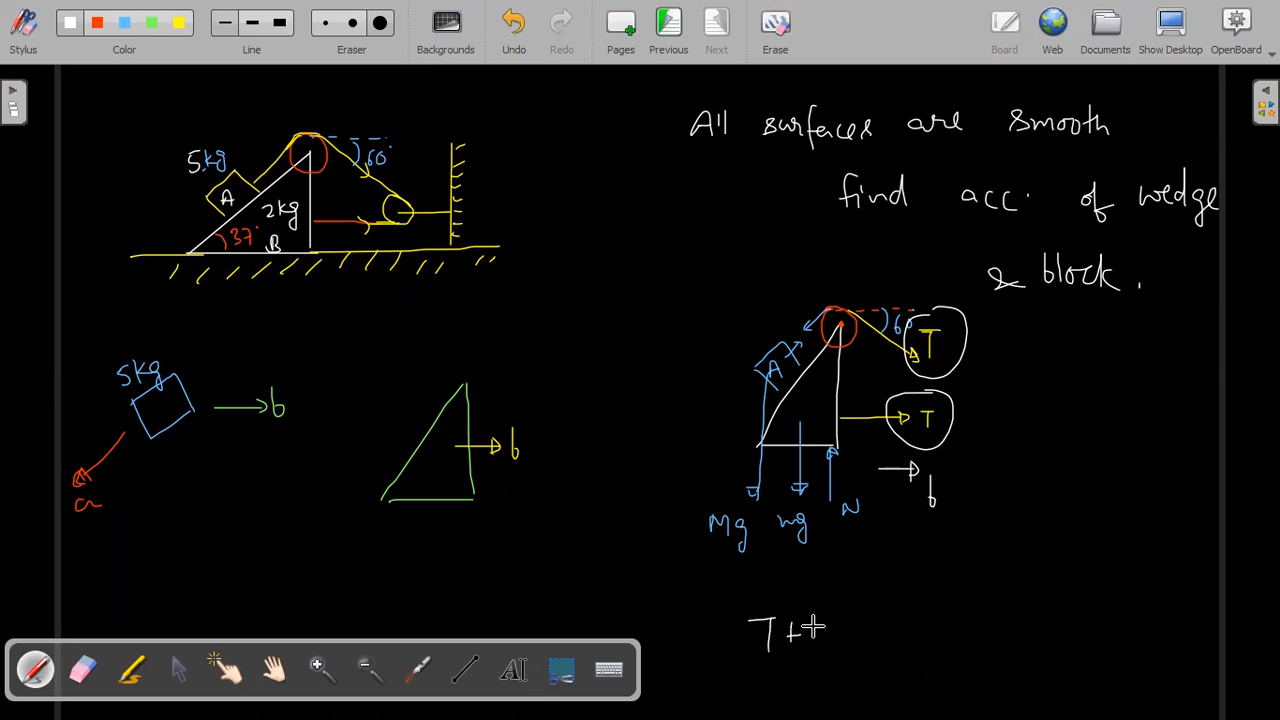 Stylus
Color
Line
Eraser
Backgrounds
Undo
Redo
Pages
Previous
Next
Erase
Board
Web
Documents
Show Desktop
OpenBoard
All surfaces are smooth
find acc. of wedge
& block.
5kg
A
60°
2kg
37°
B
60
T
A
T
b
Mg
mg
N
5kg
b
a
b
T +
AI